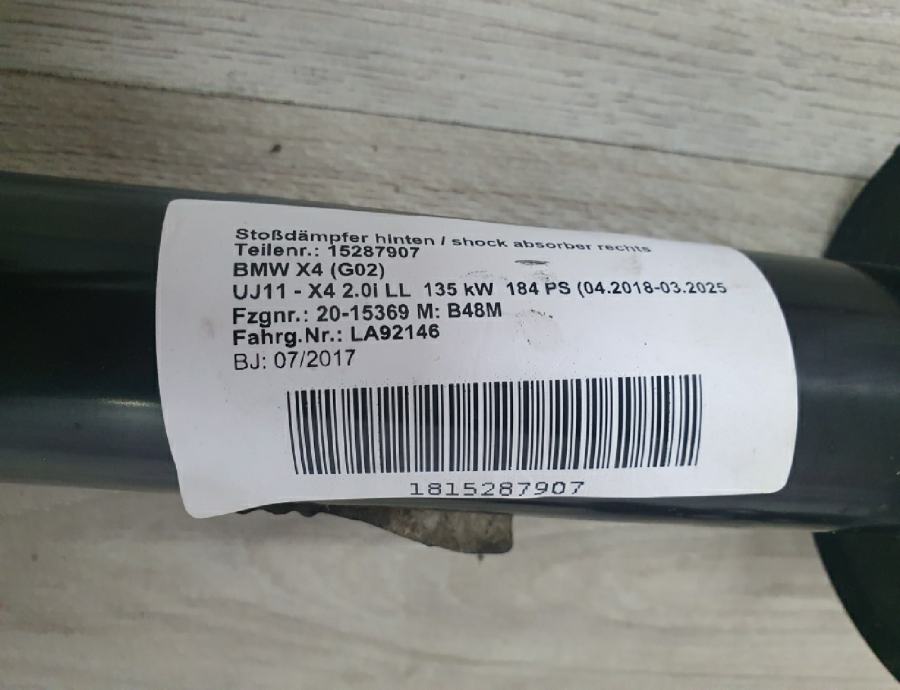 Stoßdämpfer hinten / shock absorber rechts
Teilenr.: 15287907
BMW X4 (G02)
UJ11 - X4 2.0i LL 135 kW 184 PS (04.2018-03.2025
Fzgnr.: 20-15369 M: B48M
Fahrg.Nr.: LA92146
BJ: 07/2017
1815287907